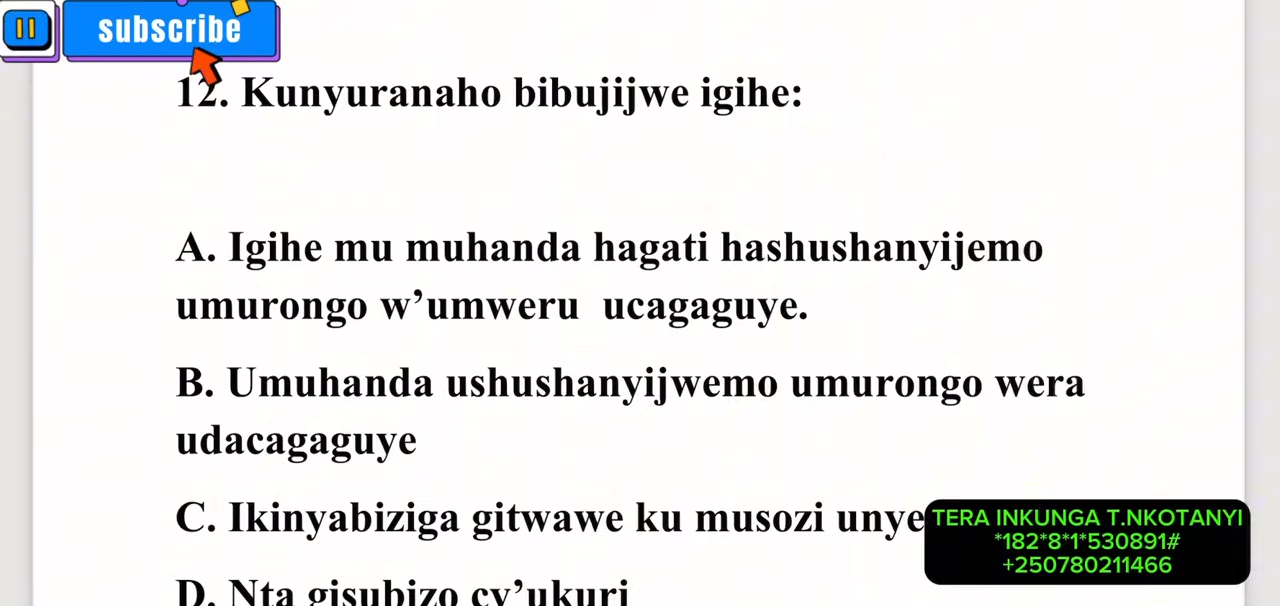 subscribe
12. Kunyuranaho bibujijwe igihe:
A. Igihe mu muhanda hagati hashushanyijemo
umurongo w’umweru ucagaguye.
B. Umuhanda ushushanyijwemo umurongo wera
udacagaguye
C. Ikinyabiziga gitwawe ku musozi
TERA INKUNGA T.NKOTANYI
*182*8*1*530891#
+250780211466
D. Nta gisubizo cy’ukuri